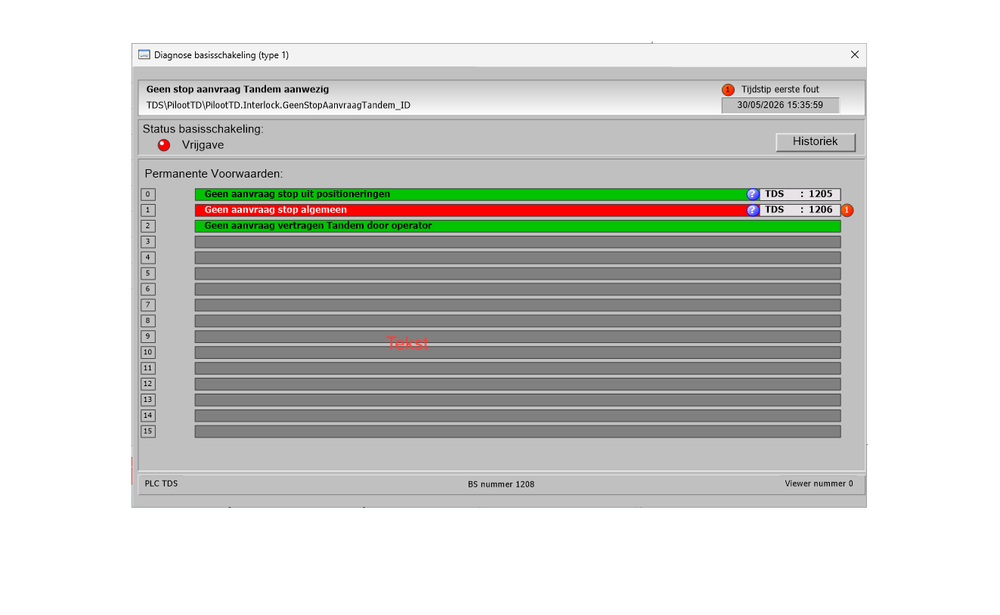 Diagnose basisschakeling (type 1)
Geen stop aanvraag Tandem aanwezig
1 Tijdstip eerste fout
TDS\PilootTD\PilootTD.Interlock.GeenStopAanvraagTandem_ID
30/05/2026 15:35:59
Status basisschakeling:
Vrijgave
Historiek
Permanente Voorwaarden:
0 Geen aanvraag stop uit positioneringen ? TDS : 1205
1 Geen aanvraag stop algemeen ? TDS : 1206 1
2 Geen aanvraag vertragen Tandem door operator
3
4
5
6
7
8
9
Tekst
10
11
12
13
14
15
PLC TDS BS nummer 1208 Viewer nummer 0